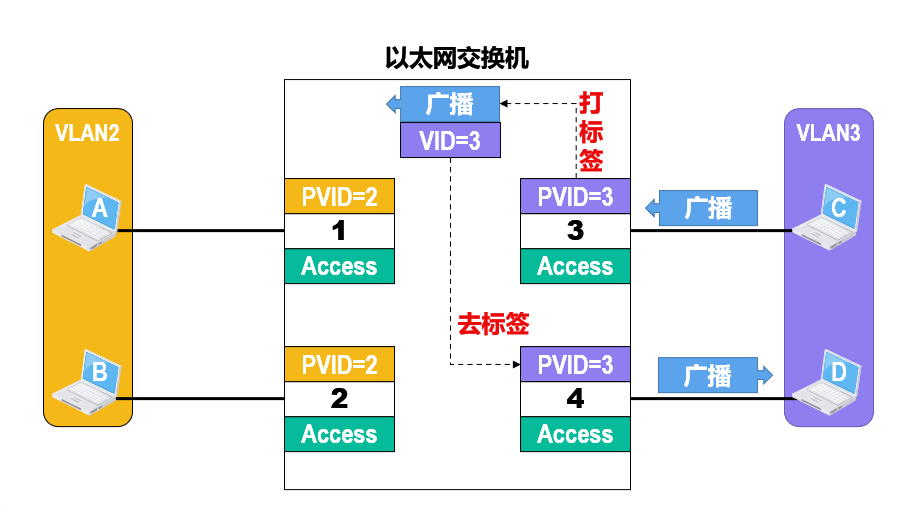 以太网交换机
VLAN2
A
B
广播
VID=3
打标签
PVID=2
1
Access
PVID=3
3
Access
广播
去标签
PVID=2
2
Access
PVID=3
4
Access
广播
VLAN3
C
D